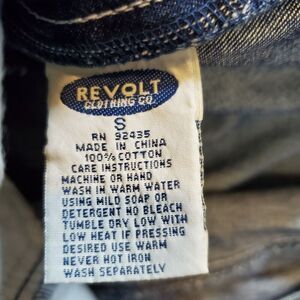 REVOLT
CLOTHING CO.
S
RN 92435
MADE IN CHINA
100% COTTON
CARE INSTRUCTIONS
MACHINE OR HAND
WASH IN WARM WATER
USING MILD SOAP OR
DETERGENT NO BLEACH
TUMBLE DRY LOW WITH
LOW HEAT IF PRESSING
DESIRED USE WARM
NEVER HOT IRON
WASH SEPARATELY